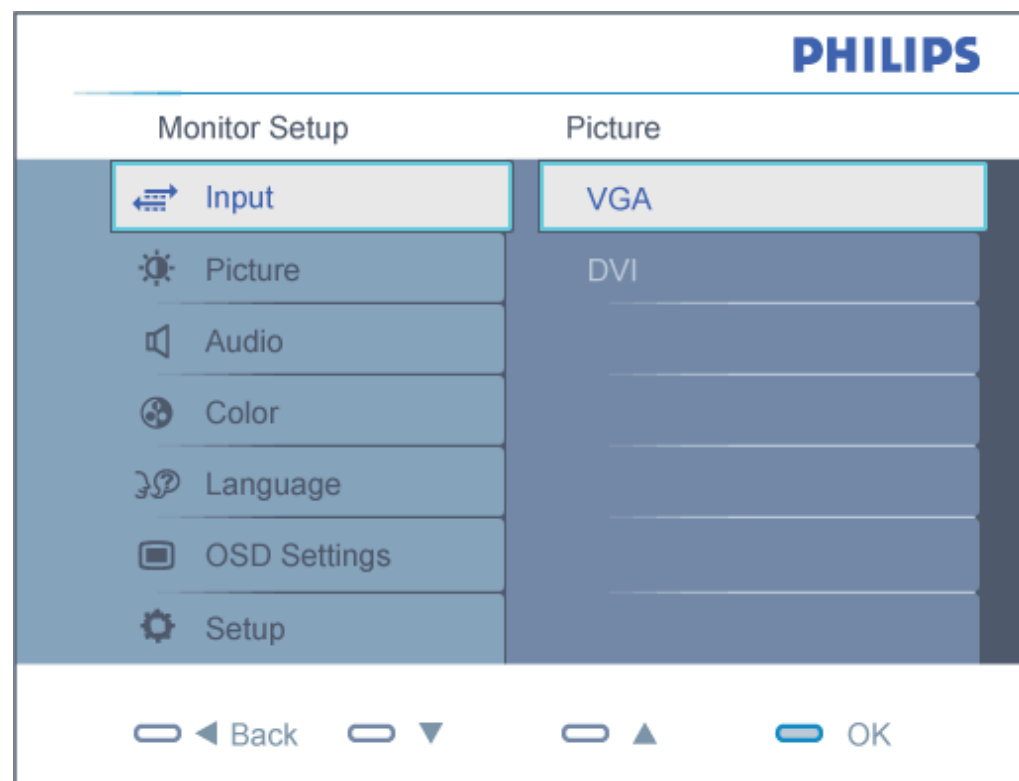 PHILIPS
Monitor Setup Picture
Input VGA
Picture DVI
Audio
Color
Language
OSD Settings
Setup
Back OK